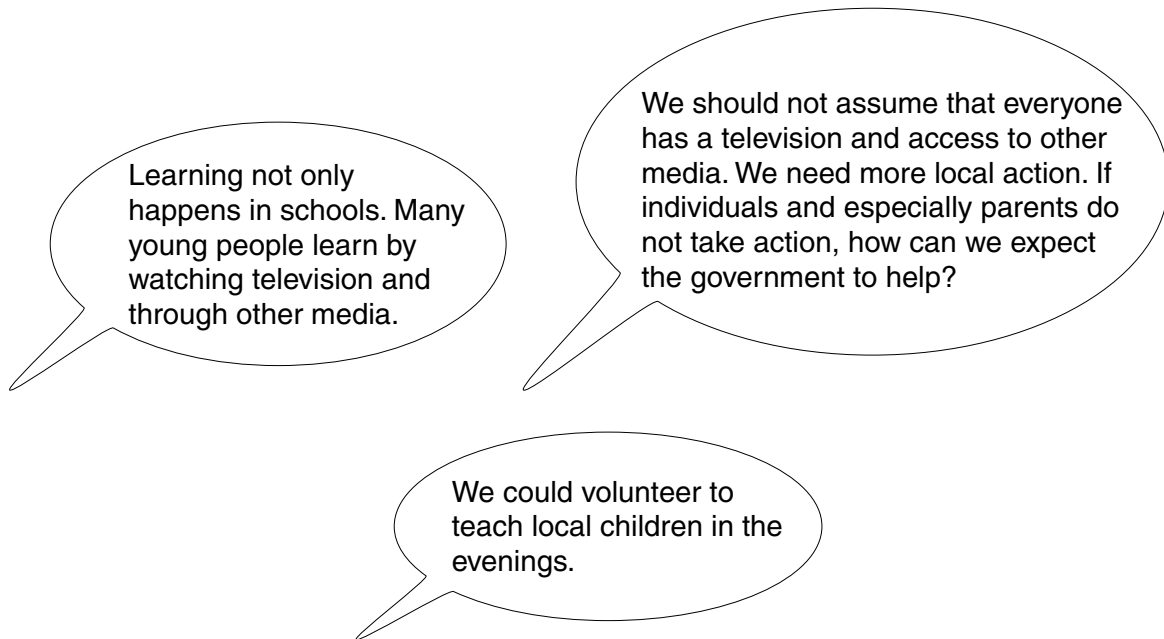 Learning not only
happens in schools. Many
young people learn by
watching television and
through other media.
We should not assume that everyone
has a television and access to other
media. We need more local action. If
individuals and especially parents do
not take action, how can we expect
the government to help?
We could volunteer to
teach local children in the
evenings.